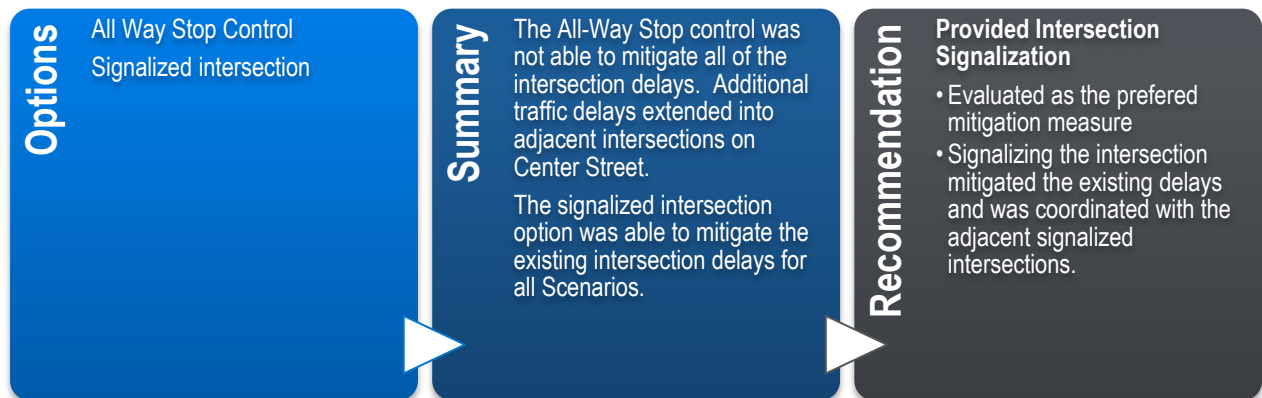 Options
All Way Stop Control
Signalized intersection
Summary
The All-Way Stop control was
not able to mitigate all of the
intersection delays.  Additional
traffic delays extended into
adjacent intersections on
Center Street.
The signalized intersection
option was able to mitigate the
existing intersection delays for
all Scenarios.
Recommendation
Provided Intersection
Signalization
• Evaluated as the prefered
mitigation measure
• Signalizing the intersection
mitigated the existing delays
and was coordinated with the
adjacent signalized
intersections.